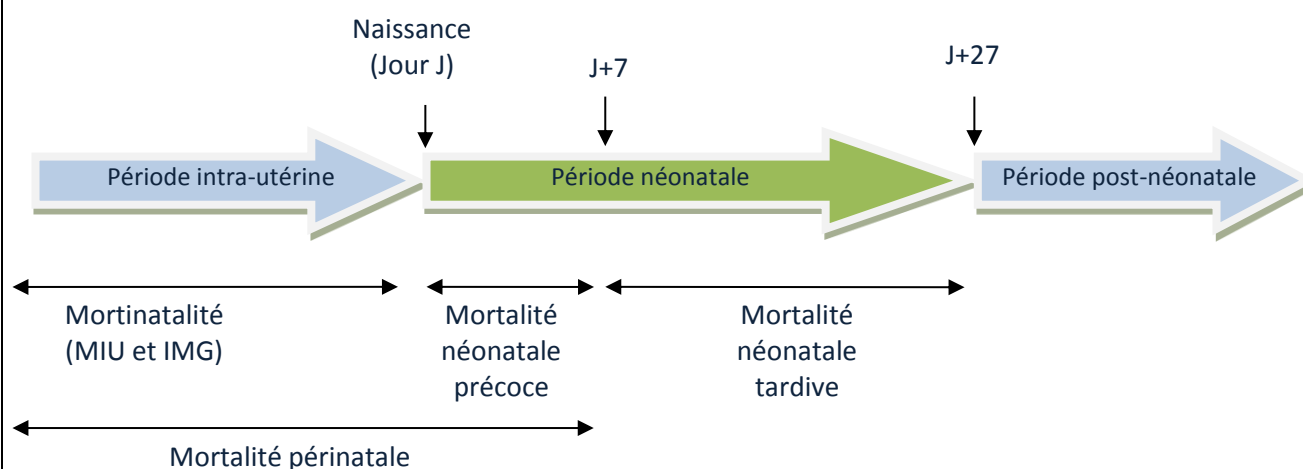 Naissance
(Jour J)
J+7
J+27
Période intra-utérine
Période néonatale
Période post-néonatale
Mortinatalité
(MIU et IMG)
Mortalité
néonatale
précoce
Mortalité
néonatale
tardive
Mortalité périnatale